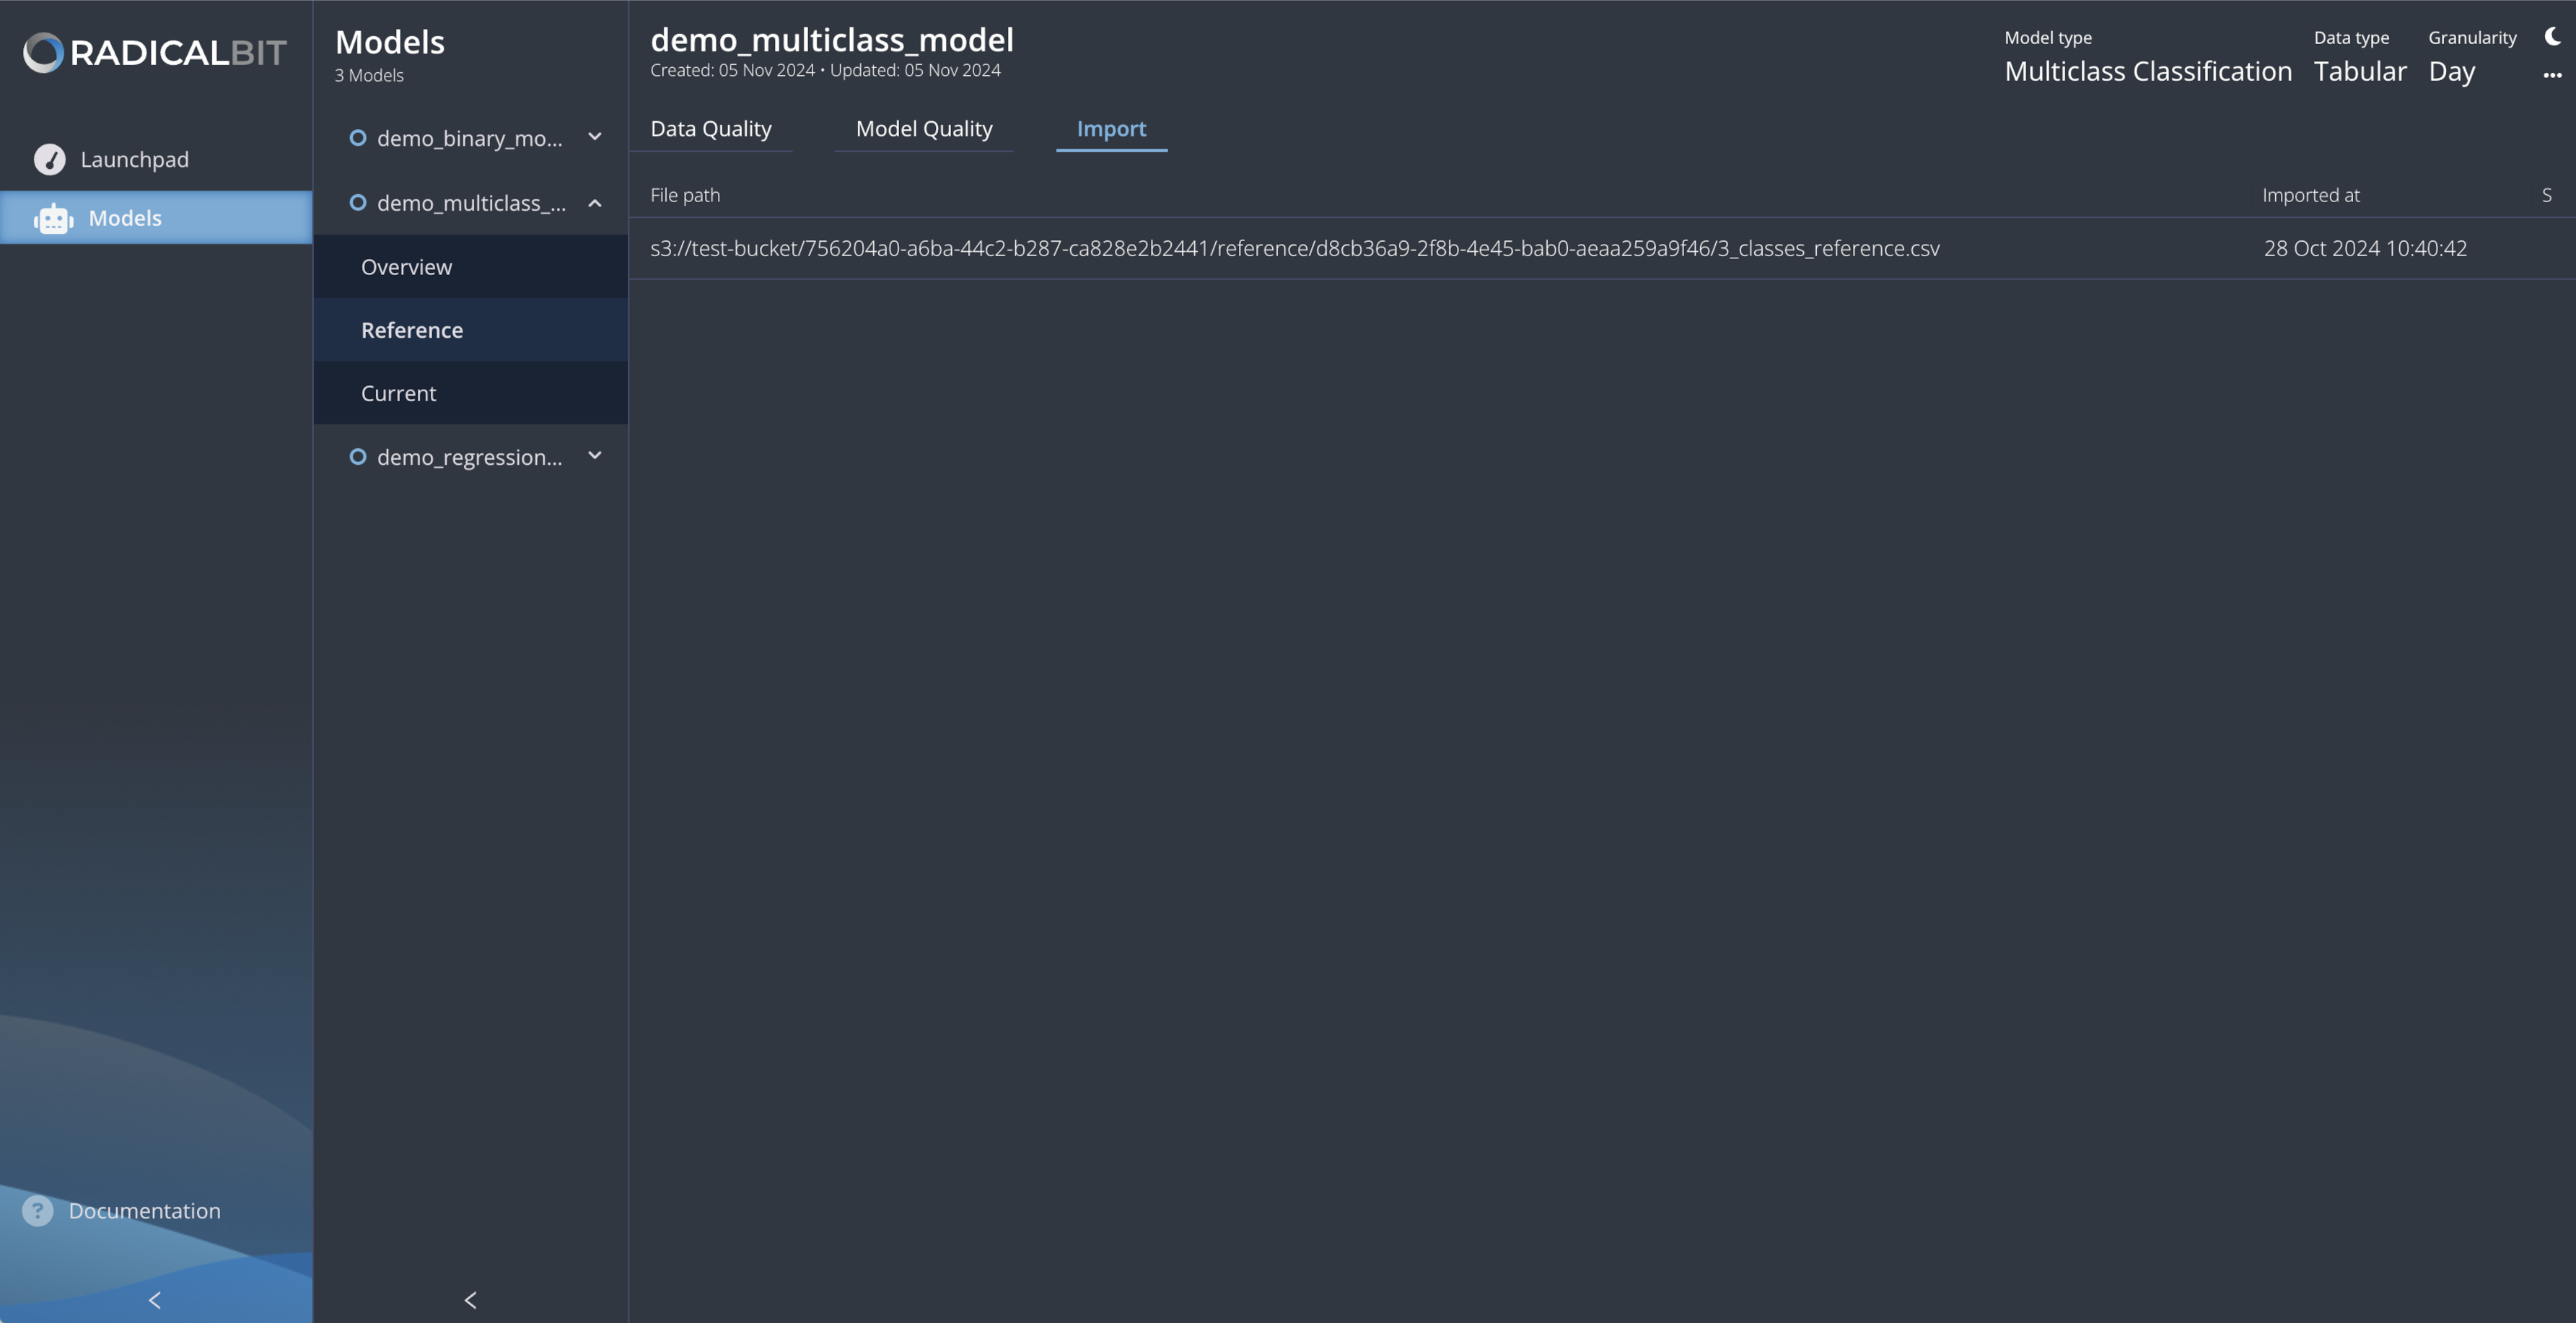 RADICALBIT
Launchpad
Models
Documentation
Models
3 Models
demo_binary_mo...
demo_multiclass_...
Overview
Reference
Current
demo_regression...
demo_multiclass_model
Created: 05 Nov 2024 • Updated: 05 Nov 2024
Model type
Multiclass Classification
Data type
Tabular
Granularity
Day
Data Quality
Model Quality
Import
File path
Imported at
S
s3://test-bucket/756204a0-a6ba-44c2-b287-ca828e2b2441/reference/d8cb36a9-2f8b-4e45-bab0-aeaa259a9f46/3_classes_reference.csv
28 Oct 2024 10:40:42